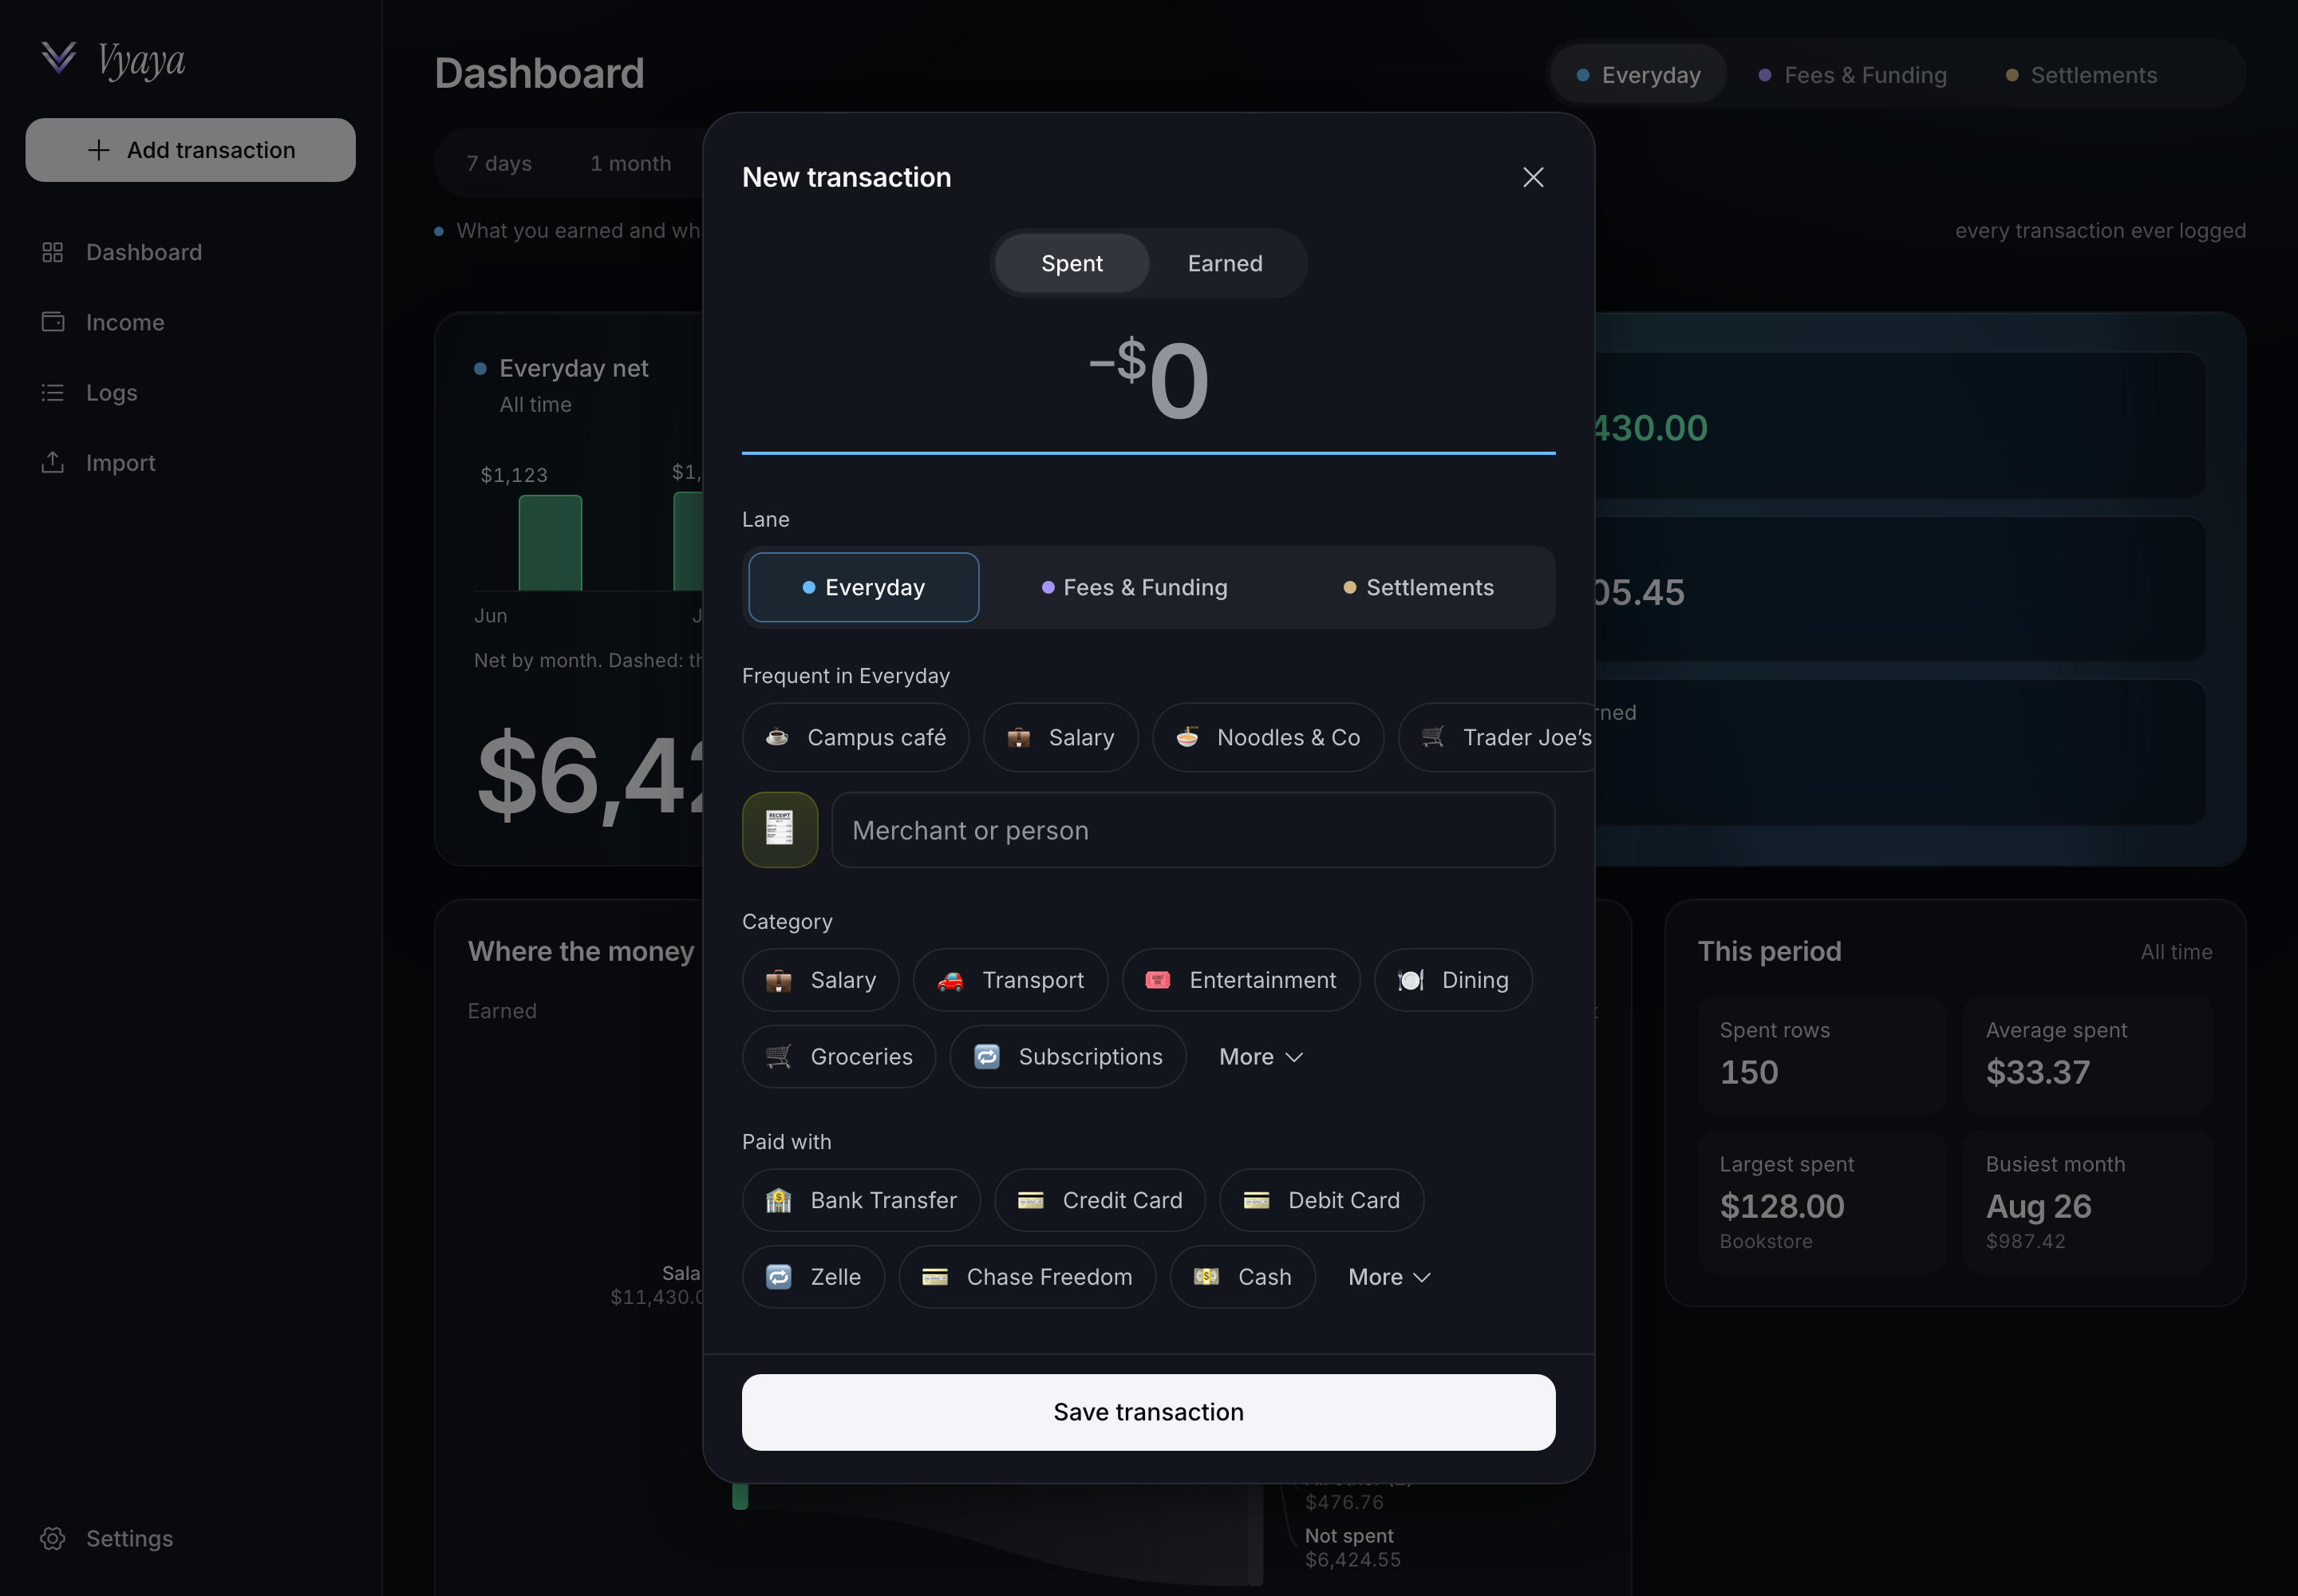 Vyaya
Add transaction
Dashboard
Income
Logs
Import
Settings
Dashboard
Everyday
Fees & Funding
Settlements
7 days
1 month
What you earned and
every transaction ever logged
Everyday net
All time
$1,123
Jun
Net by month. Dashed:
430.00
05.45
Where the money
Earned
$11,430.0
$476.76
Not spent
$6,424.55
This period
All time
Spent rows
150
Average spent
$33.37
Largest spent
$128.00
Bookstore
Busiest month
Aug 26
$987.42
New transaction
Spent
Earned
–$0
Lane
Everyday
Fees & Funding
Settlements
Frequent in Everyday
Campus café
Salary
Noodles & Co
Trader Joe’s
RECEIPT
Merchant or person
Category
Salary
Transport
Entertainment
Dining
Groceries
Subscriptions
More
Paid with
Bank Transfer
Credit Card
Debit Card
Zelle
Chase Freedom
Cash
More
Save transaction